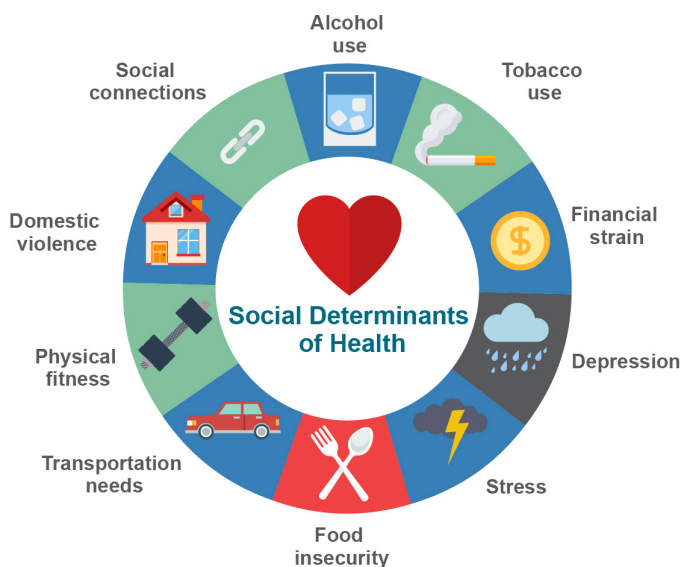 Alcohol
use
Tobacco
use
Financial
strain
Depression
Stress
Food
insecurity
Transportation
needs
Physical
fitness
Domestic
violence
Social
connections
$
Social Determinants
of Health